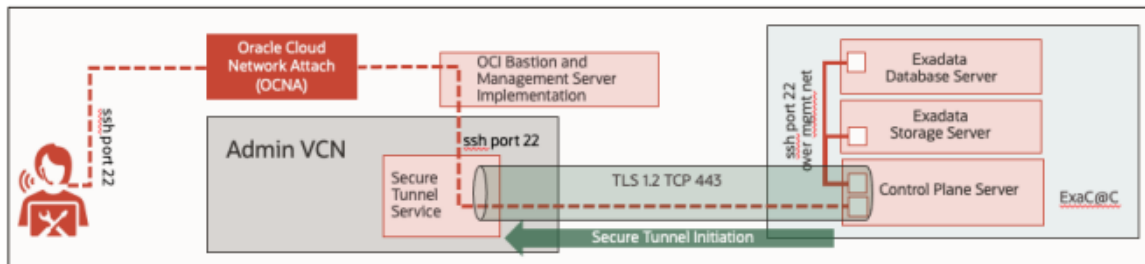 Oracle Cloud
Network Attach
(OCNA)
OCI Bastion and
Management Server
Implementation
ssh port 22
Admin VCN
ssh port 22
Secure
Tunnel
Service
TLS 1.2 TCP 443
Secure Tunnel Initiation
ssh port 22
over mgmt net
Exadata
Database Server
Exadata
Storage Server
Control Plane Server
ExaC@C